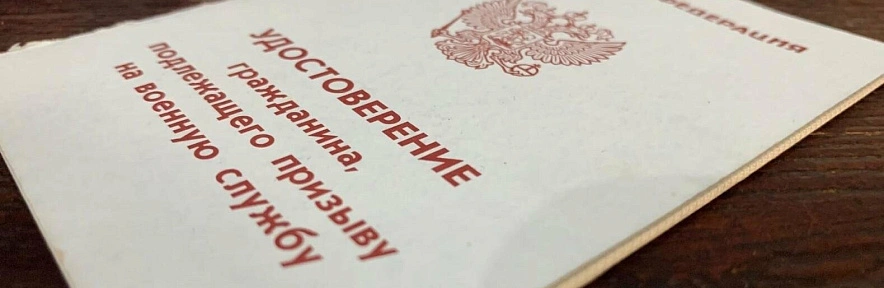 ФЕДЕРАЦИЯ
УДОСТОВЕРЕНИЕ
гражданина,
подлежащего призыву
на военную службу